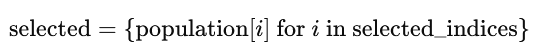 selected = {population[i] for i in selected_indices}